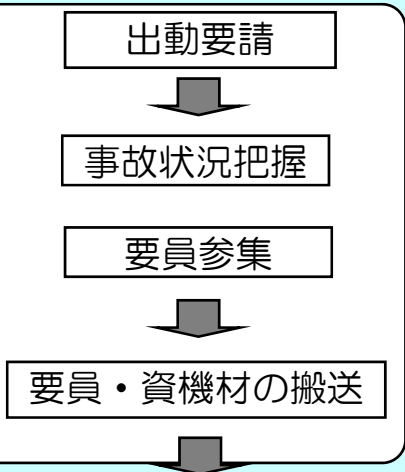 出動要請
事故状況把握
要員参集
要員・資機材の搬送